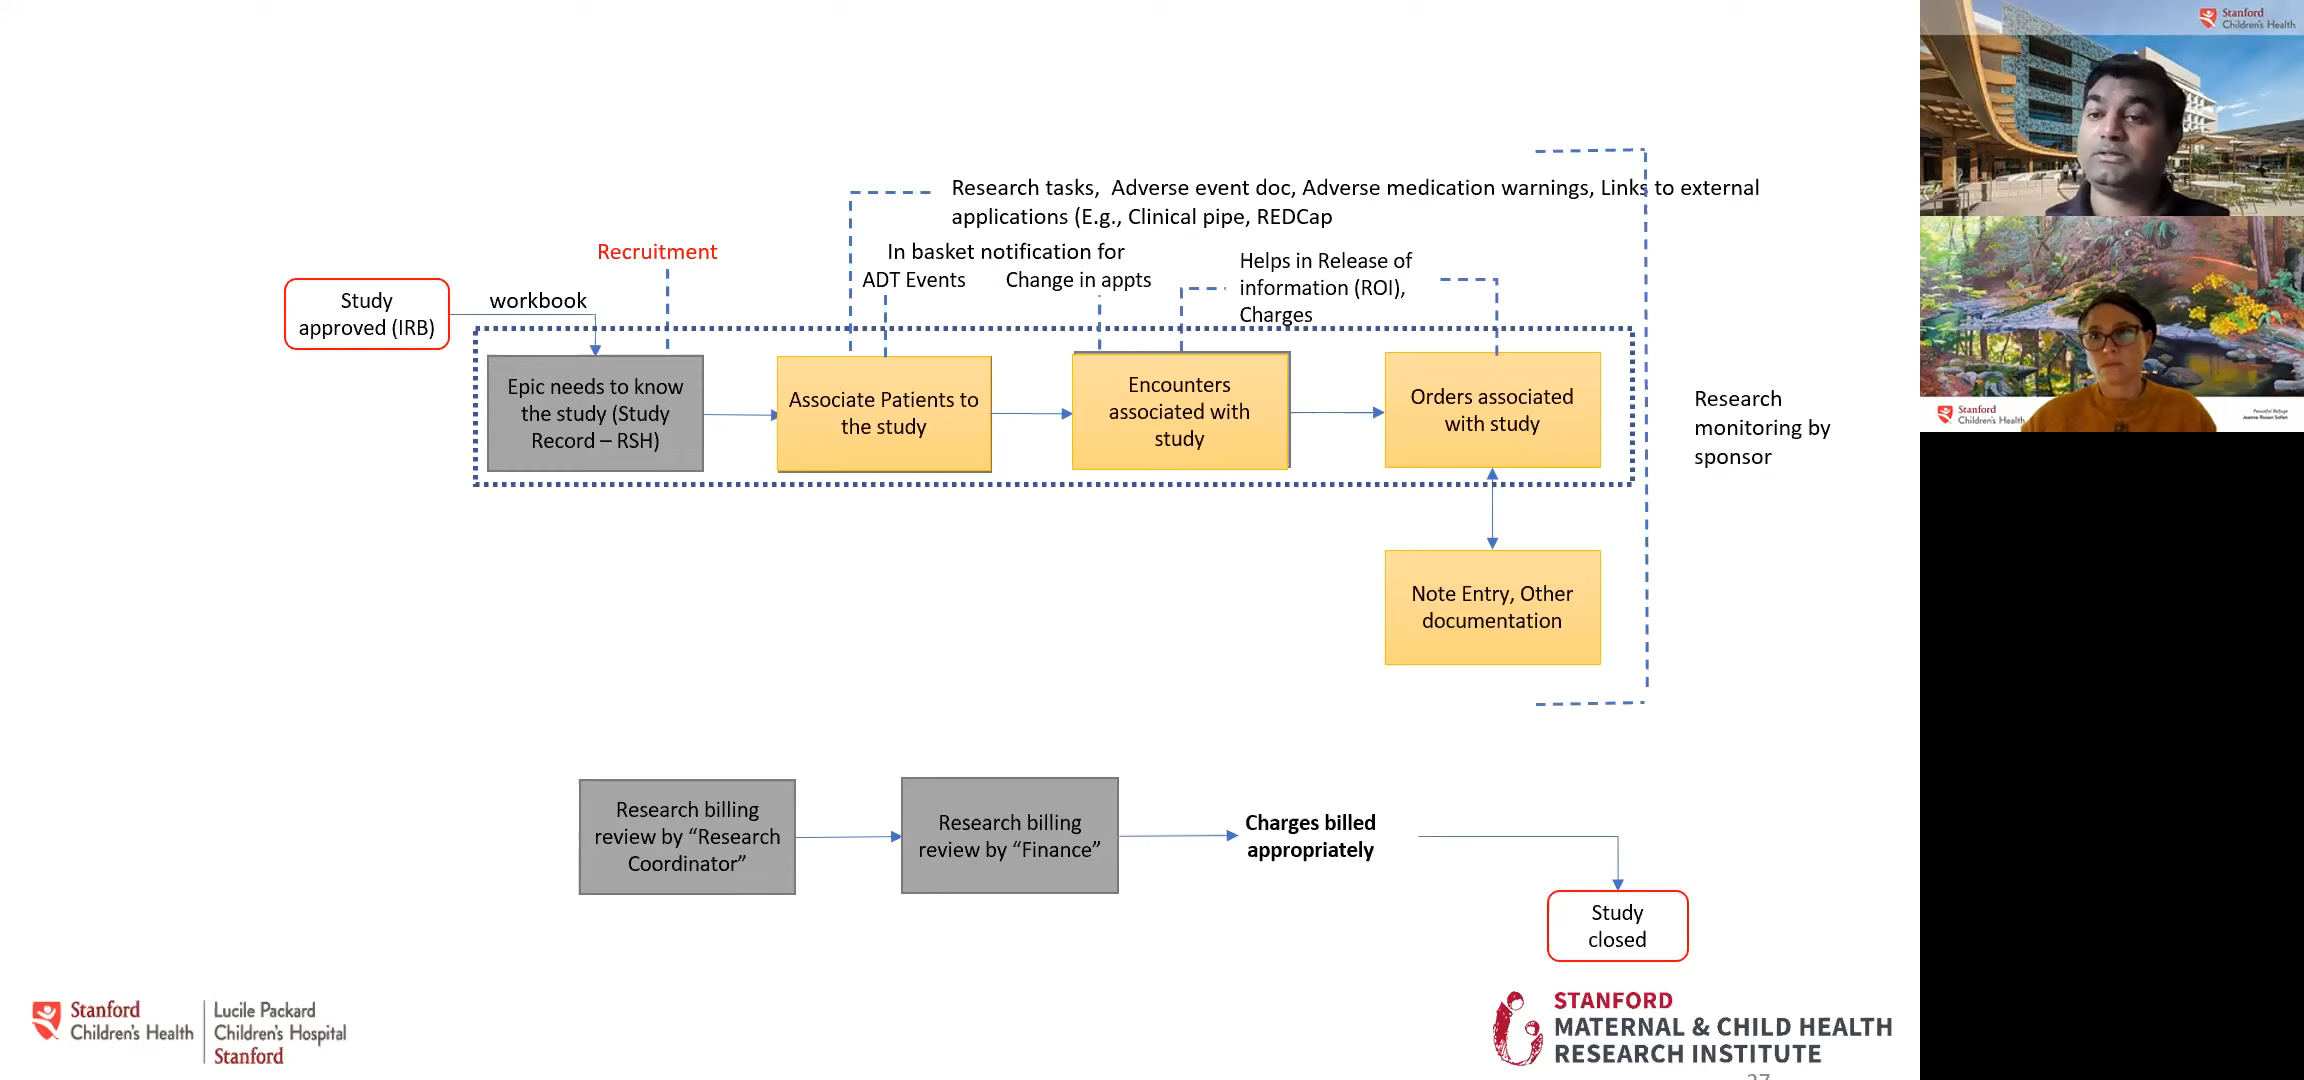 Research tasks,  Adverse event doc, Adverse medication warnings, Links to external
applications (E.g., Clinical pipe, REDCap
Recruitment
In basket notification for
ADT Events
Change in appts
Helps in Release of
information (ROI),
Charges
Study
approved (IRB)
workbook
Epic needs to know
the study (Study
Record – RSH)
Associate Patients to
the study
Encounters
associated with
study
Orders associated
with study
Research
monitoring by
sponsor
Note Entry, Other
documentation
Research billing
review by “Research
Coordinator”
Research billing
review by “Finance”
Charges billed
appropriately
Study
closed
Stanford
Children's Health
Lucile Packard
Children's Hospital
Stanford
STANFORD
MATERNAL & CHILD HEALTH
RESEARCH INSTITUTE
Stanford
Children's Health
Stanford
Children's Health
Peaceful Refuge